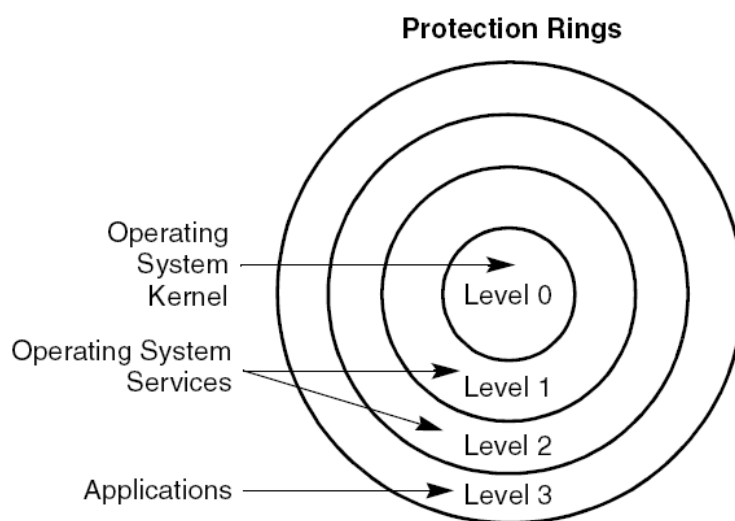 Protection Rings
Operating
System
Kernel
Level 0
Operating System
Services
Level 1
Level 2
Applications
Level 3